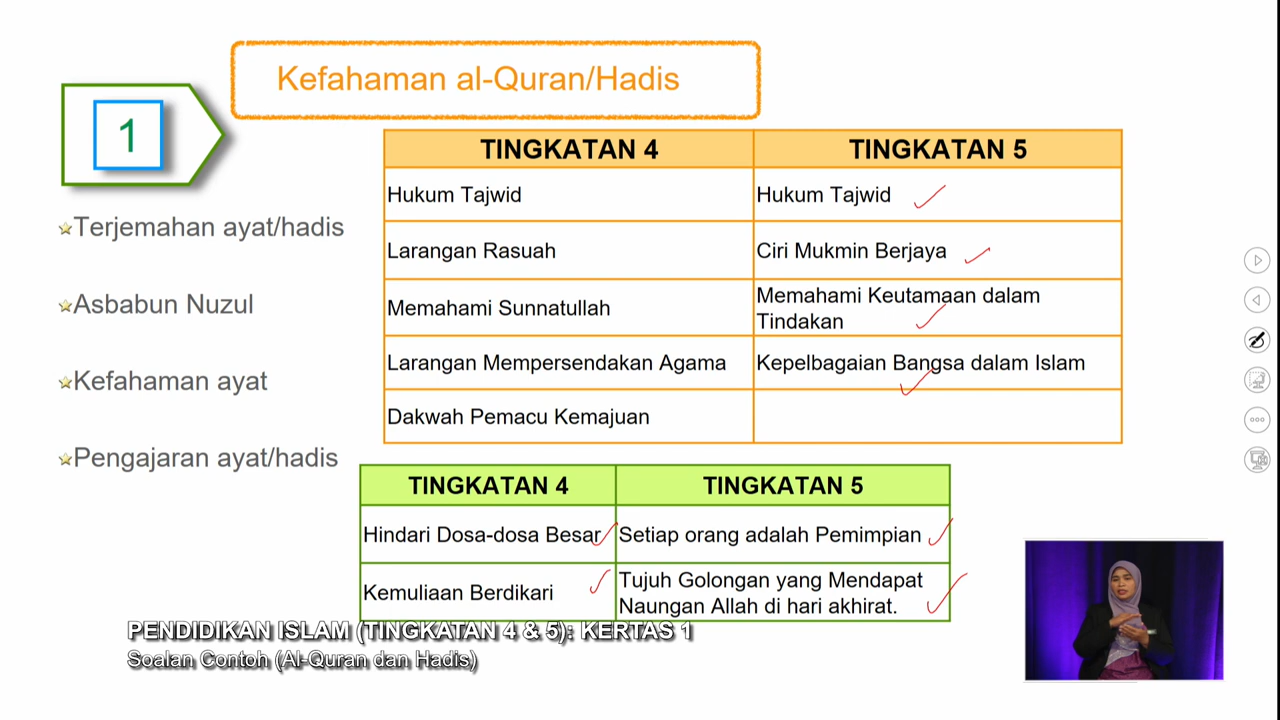 Kefahaman al-Quran/Hadis
1
Terjemahan ayat/hadis
Asbabun Nuzul
Kefahaman ayat
Pengajaran ayat/hadis
TINGKATAN 4
TINGKATAN 5
Hukum Tajwid
Hukum Tajwid
Larangan Rasuah
Ciri Mukmin Berjaya
Memahami Sunnatullah
Memahami Keutamaan dalam
Tindakan
Larangan Mempersendakan Agama
Kepelbagaian Bangsa dalam Islam
Dakwah Pemacu Kemajuan
TINGKATAN 4
TINGKATAN 5
Hindari Dosa-dosa Besar
Setiap orang adalah Pemimpian
Kemuliaan Berdikari
Tujuh Golongan yang Mendapat
Naungan Allah di hari akhirat.
PENDIDIKAN ISLAM (TINGKATAN 4 & 5): KERTAS 1
Soalan Contoh (Al-Quran dan Hadis)